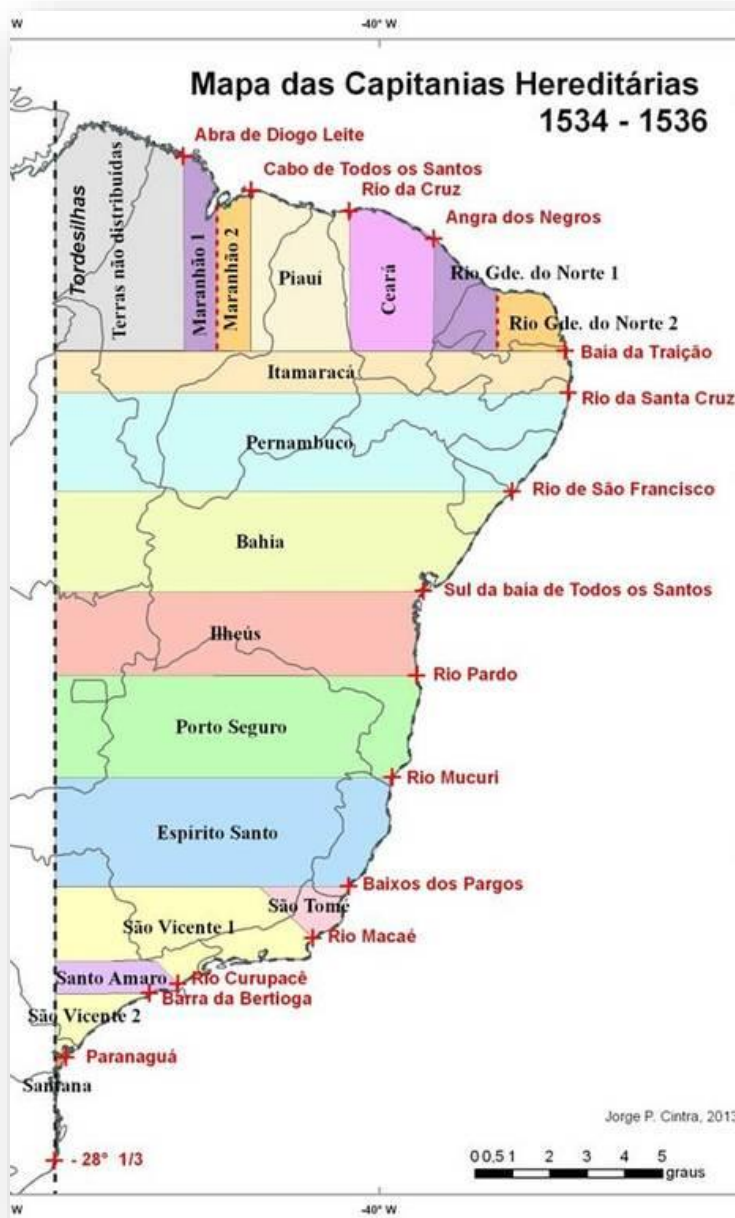 ° W
-40° W
Mapa das Capitanias Hereditárias
1534 - 1536
Abra de Diogo Leite
Cabo de Todos os Santos
Rio da Cruz
Angra dos Negros
Tordesilhas
Terras não distribuídas
Maranhão 1
Maranhão 2
Piauí
Ceará
Rio Gde. do Norte 1
Rio Gde. do Norte 2
Baia da Traição
Itamaracá
Rio da Santa Cruz
Pernambuco
Rio de São Francisco
Bahia
Sul da baia de Todos os Santos
Ilheús
Rio Pardo
Porto Seguro
Rio Mucuri
Espírito Santo
Baixos dos Pargos
São Tomé
São Vicente 1
Rio Macaé
Santo Amaro
Rio Curupacê
Barra da Bertioga
São Vicente 2
Paranaguá
Santana
Jorge P. Cintra, 2013
- 28° 1/3
0 0,5 1 2 3 4 5
graus
° W
-40° W